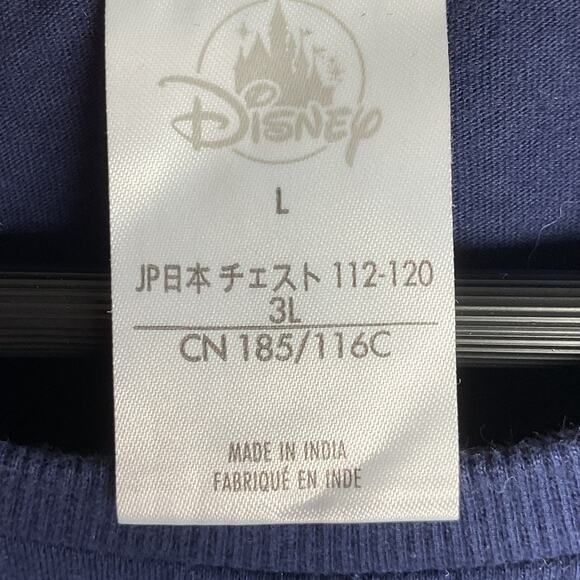 Disney
L
JP日本 チェスト 112-120
3L
CN 185/116C
MADE IN INDIA
FABRIQUÉ EN INDE